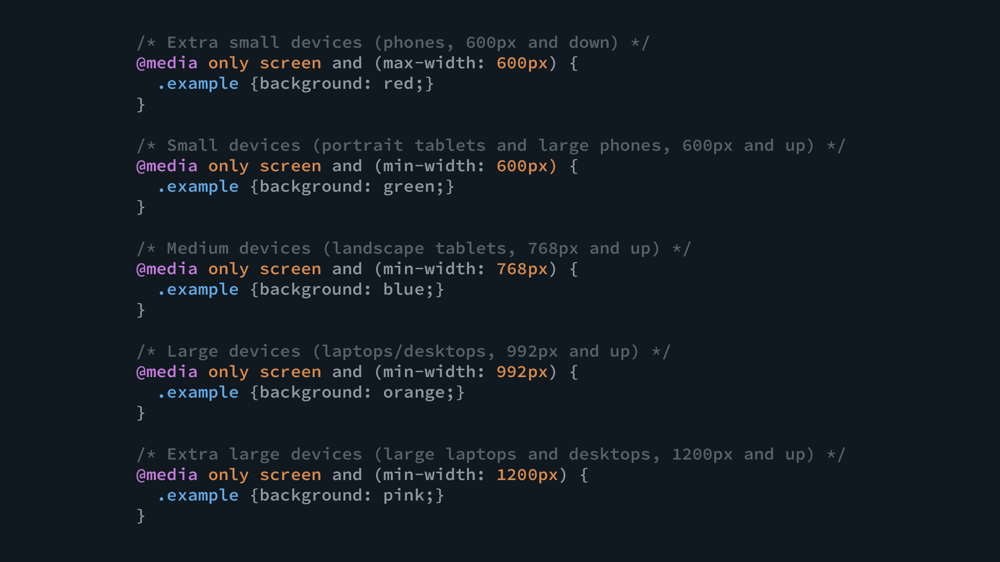 /* Extra small devices (phones, 600px and down) */
@media only screen and (max-width: 600px) {
  .example {background: red;}
}

/* Small devices (portrait tablets and large phones, 600px and up) */
@media only screen and (min-width: 600px) {
  .example {background: green;}
}

/* Medium devices (landscape tablets, 768px and up) */
@media only screen and (min-width: 768px) {
  .example {background: blue;}
}

/* Large devices (laptops/desktops, 992px and up) */
@media only screen and (min-width: 992px) {
  .example {background: orange;}
}

/* Extra large devices (large laptops and desktops, 1200px and up) */
@media only screen and (min-width: 1200px) {
  .example {background: pink;}
}